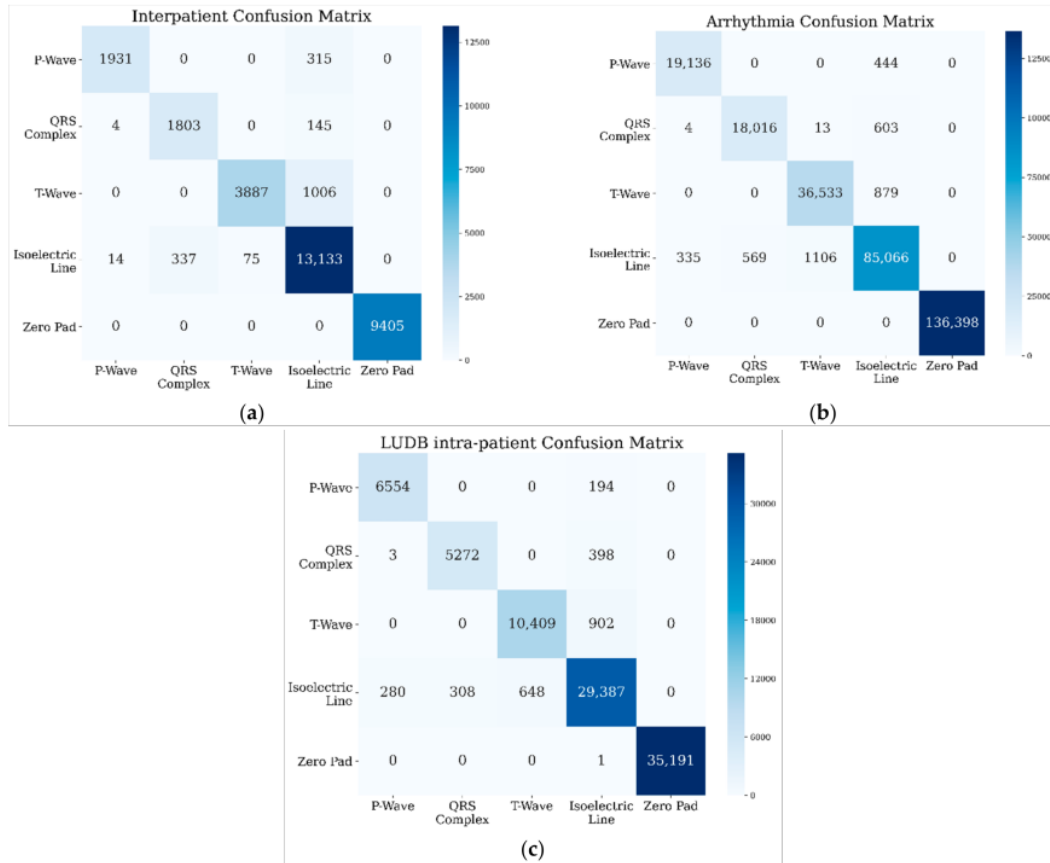 Interpatient Confusion Matrix
P-Wave 1931 0 0 315 0
QRS
Complex 4 1803 0 145 0
T-Wave 0 0 3887 1006 0
Isoelectric
Line 14 337 75 13,133 0
Zero Pad 0 0 0 0 9405
P-Wave QRS
Complex T-Wave Isoelectric
Line Zero Pad
12500
10000
7500
5000
2500
0
(a)
Arrhythmia Confusion Matrix
P-Wave 19,136 0 0 444 0
QRS
Complex 4 18,016 13 603 0
T-Wave 0 0 36,533 879 0
Isoelectric
Line 335 569 1106 85,066 0
Zero Pad 0 0 0 0 136,398
P-Wave QRS
Complex T-Wave Isoelectric
Line Zero Pad
12500
10000
75000
50000
25000
0
(b)
LUDB intra-patient Confusion Matrix
P-Wave 6554 0 0 194 0
QRS
Complex 3 5272 0 398 0
T-Wave 0 0 10,409 902 0
Isoelectric
Line 280 308 648 29,387 0
Zero Pad 0 0 0 1 35,191
P-Wave QRS
Complex T-Wave Isoelectric
Line Zero Pad
30000
24000
18000
12000
6000
0
(c)